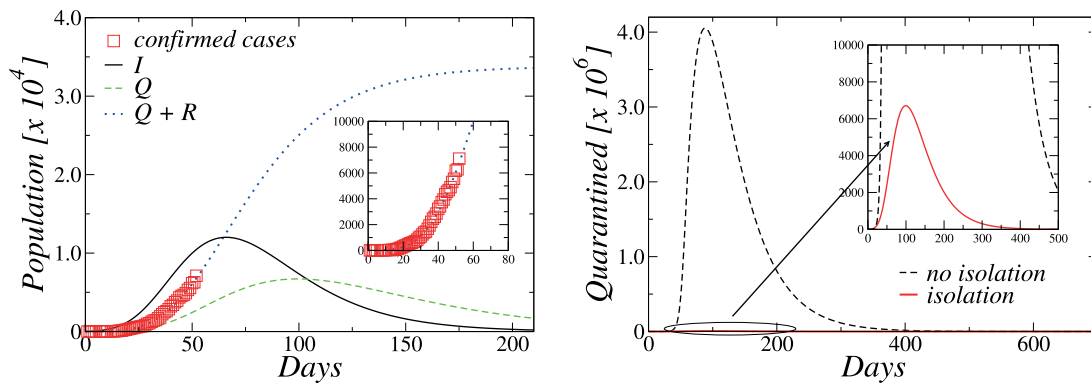 4.0
3.0
2.0
1.0
0
Population [x 10^4]
confirmed cases
I
Q
Q + R
10000
8000
6000
4000
2000
0
0 20 40 60 80
0 50 100 150 200
Days
4.0
3.0
2.0
1.0
0
Quarantined [x 10^6]
10000
8000
6000
4000
2000
0
0 100 200 300 400 500
no isolation
isolation
0 200 400 600
Days